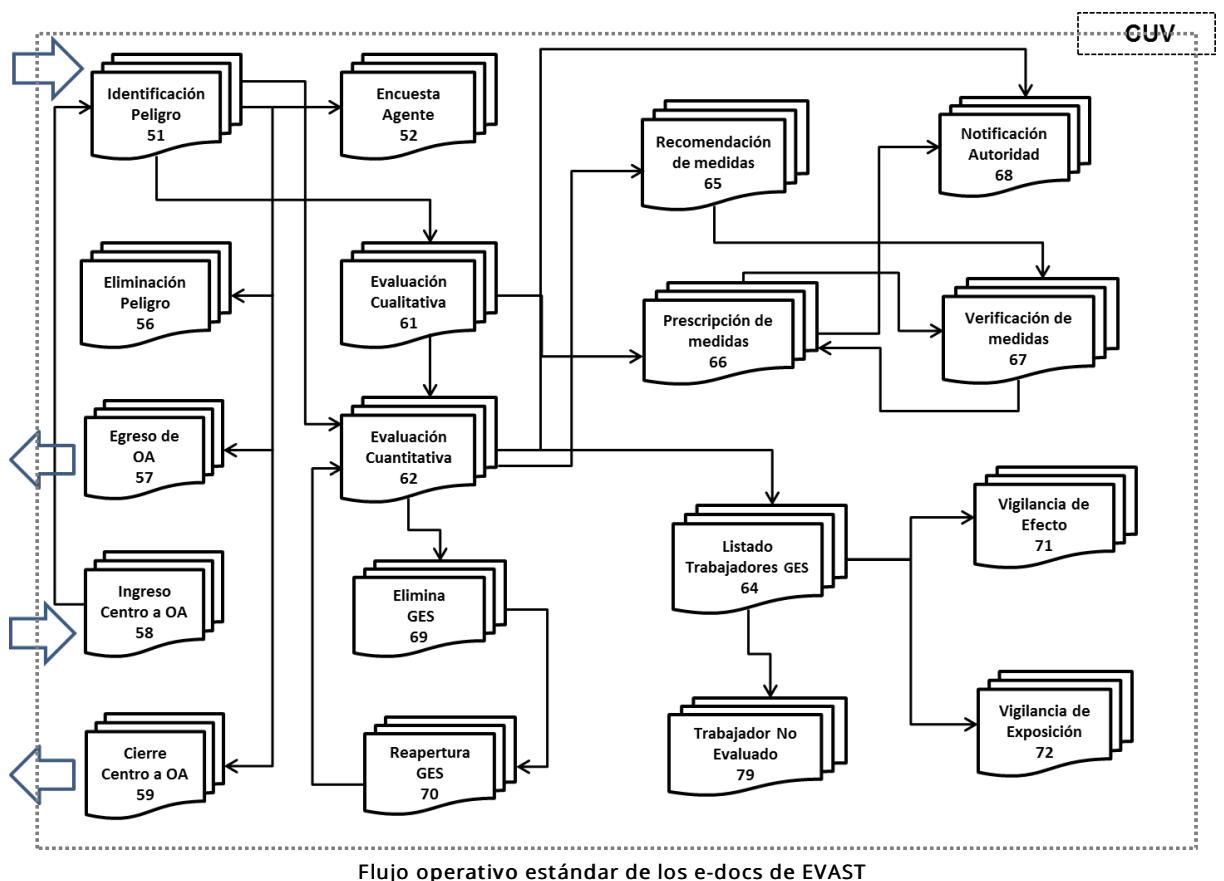 CUV
Identificación
Peligro
51
Encuesta
Agente
52
Recomendación
de medidas
65
Notificación
Autoridad
68
Eliminación
Peligro
56
Evaluación
Cualitativa
61
Prescripción de
medidas
66
Verificación de
medidas
67
Egreso de
OA
57
Evaluación
Cuantitativa
62
Vigilancia de
Efecto
71
Listado
Trabajadores GES
64
Ingreso
Centro a OA
58
Elimina
GES
69
Vigilancia de
Exposición
72
Trabajador No
Evaluado
79
Cierre
Centro a OA
59
Reapertura
GES
70
Flujo operativo estándar de los e-docs de EVAST